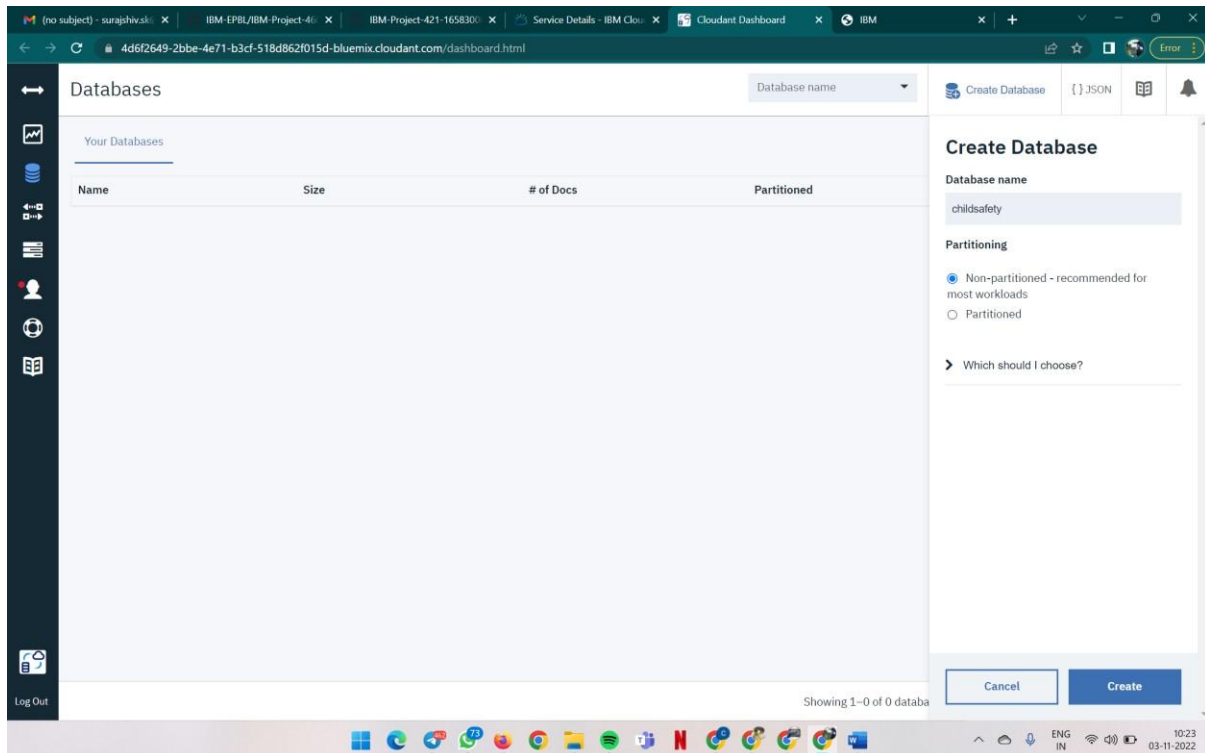 (no subject) - surajshiv.sk
IBM-EPBL/IBM-Project-46
IBM-Project-421-1658300
Service Details - IBM Clou
Cloudant Dashboard
IBM
4d6f2649-2bbe-4e71-b3cf-518d862f015d-bluemix.cloudant.com/dashboard.html
Error
Databases
Database name
Create Database
{ } JSON
Your Databases
Name Size # of Docs Partitioned
Create Database
Database name
childsafety
Partitioning
Non-partitioned - recommended for
most workloads
Partitioned
Which should I choose?
Cancel
Create
Log Out
Showing 1–0 of 0 databa
73
ENG
IN
10:23
03-11-2022